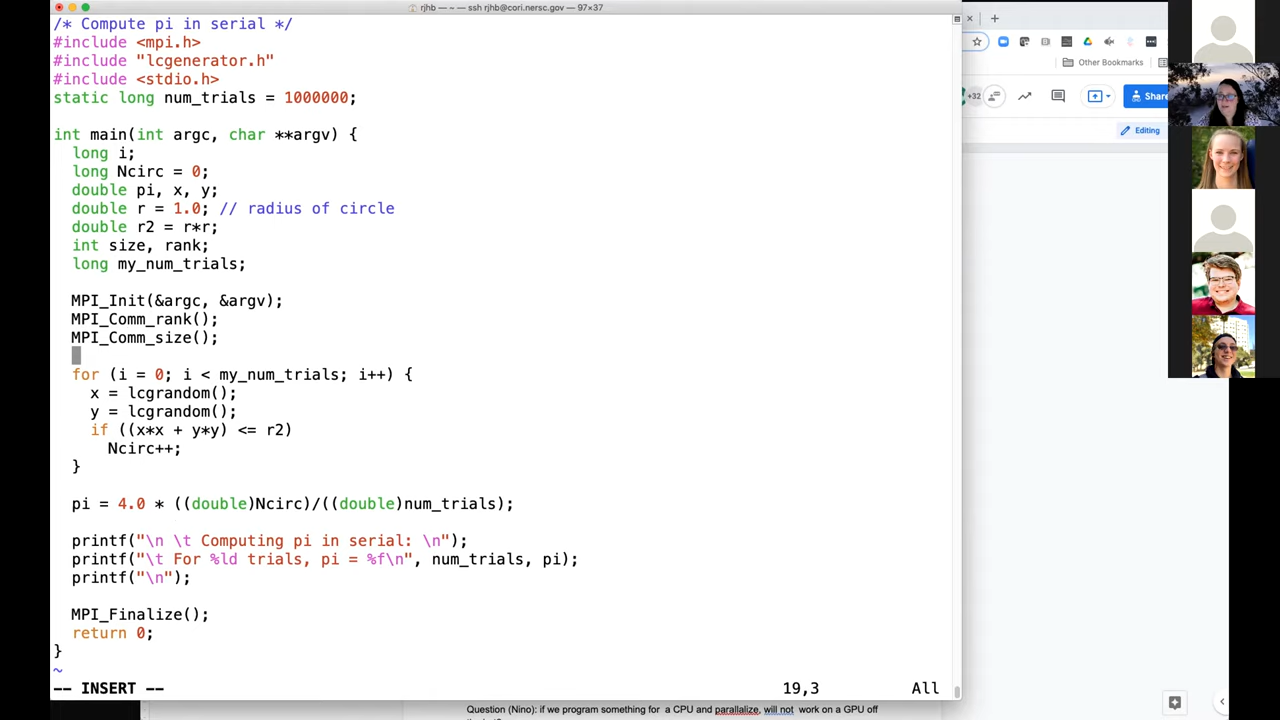 rjhb — ~ — ssh rjhb@cori.nersc.gov — 97×37
/* Compute pi in serial */
#include <mpi.h>
#include "lcgenerator.h"
#include <stdio.h>
static long num_trials = 1000000;
int main(int argc, char **argv) {
long i;
long Ncirc = 0;
double pi, x, y;
double r = 1.0; // radius of circle
double r2 = r*r;
int size, rank;
long my_num_trials;
MPI_Init(&argc, &argv);
MPI_Comm_rank();
MPI_Comm_size();
for (i = 0; i < my_num_trials; i++) {
x = lcgrandom();
y = lcgrandom();
if ((x*x + y*y) <= r2)
Ncirc++;
}
pi = 4.0 * ((double)Ncirc)/((double)num_trials);
printf("\n \t Computing pi in serial: \n");
printf("\t For %ld trials, pi = %f\n", num_trials, pi);
printf("\n");
MPI_Finalize();
return 0;
}
~
-- INSERT -- 19,3 All
Other Bookmarks
+32
Share
Editing
Question (Nino): if we program something for a CPU and parallalize, will not work on a GPU off